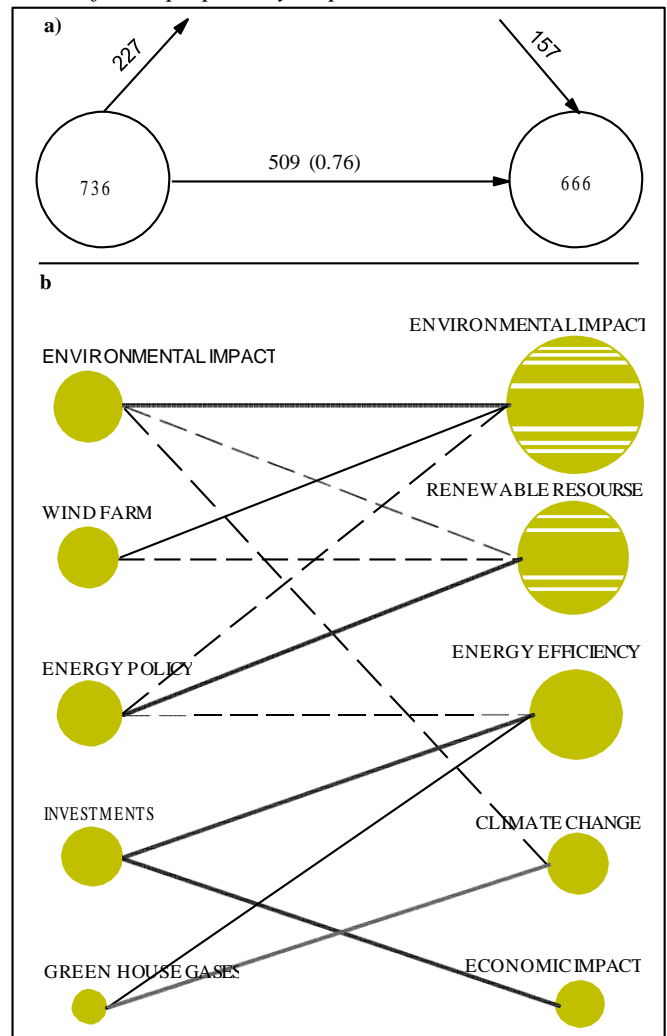 a)
227
157
509 (0.76)
736
666
b
ENVIRONMENTAL IMPACT
ENVIRONMENTAL IMPACT
RENEWABLE RESOURSE
WIND FARM
ENERGY EFFICIENCY
ENERGY POLICY
INVESTMENTS
CLIMATE CHANGE
GREEN HOUSE GASES
ECONOMIC IMPACT